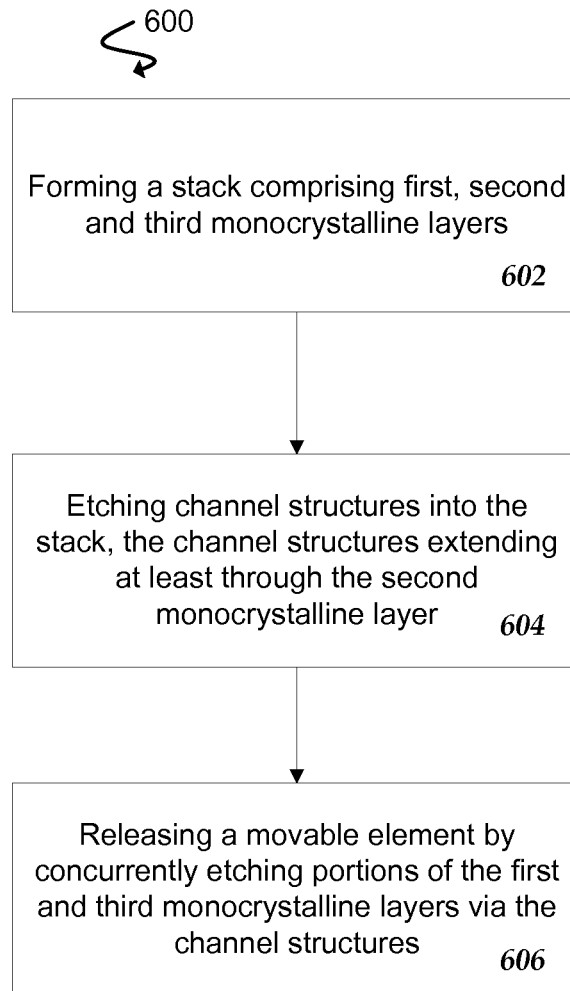 600
Forming a stack comprising first, second
and third monocrystalline layers
602
Etching channel structures into the
stack, the channel structures extending
at least through the second
monocrystalline layer
604
Releasing a movable element by
concurrently etching portions of the first
and third monocrystalline layers via the
channel structures
606